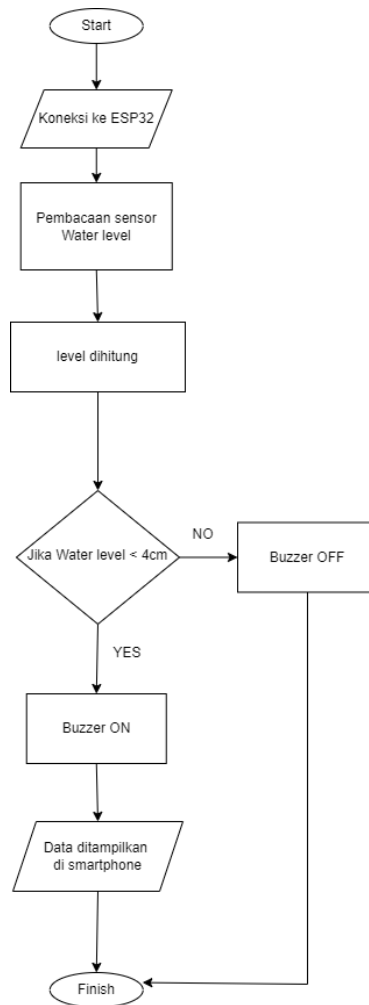 Start
Koneksi ke ESP32
Pembacaan sensor
Water level
level dihitung
Jika Water level < 4cm
NO
Buzzer OFF
YES
Buzzer ON
Data ditampilkan
di smartphone
Finish